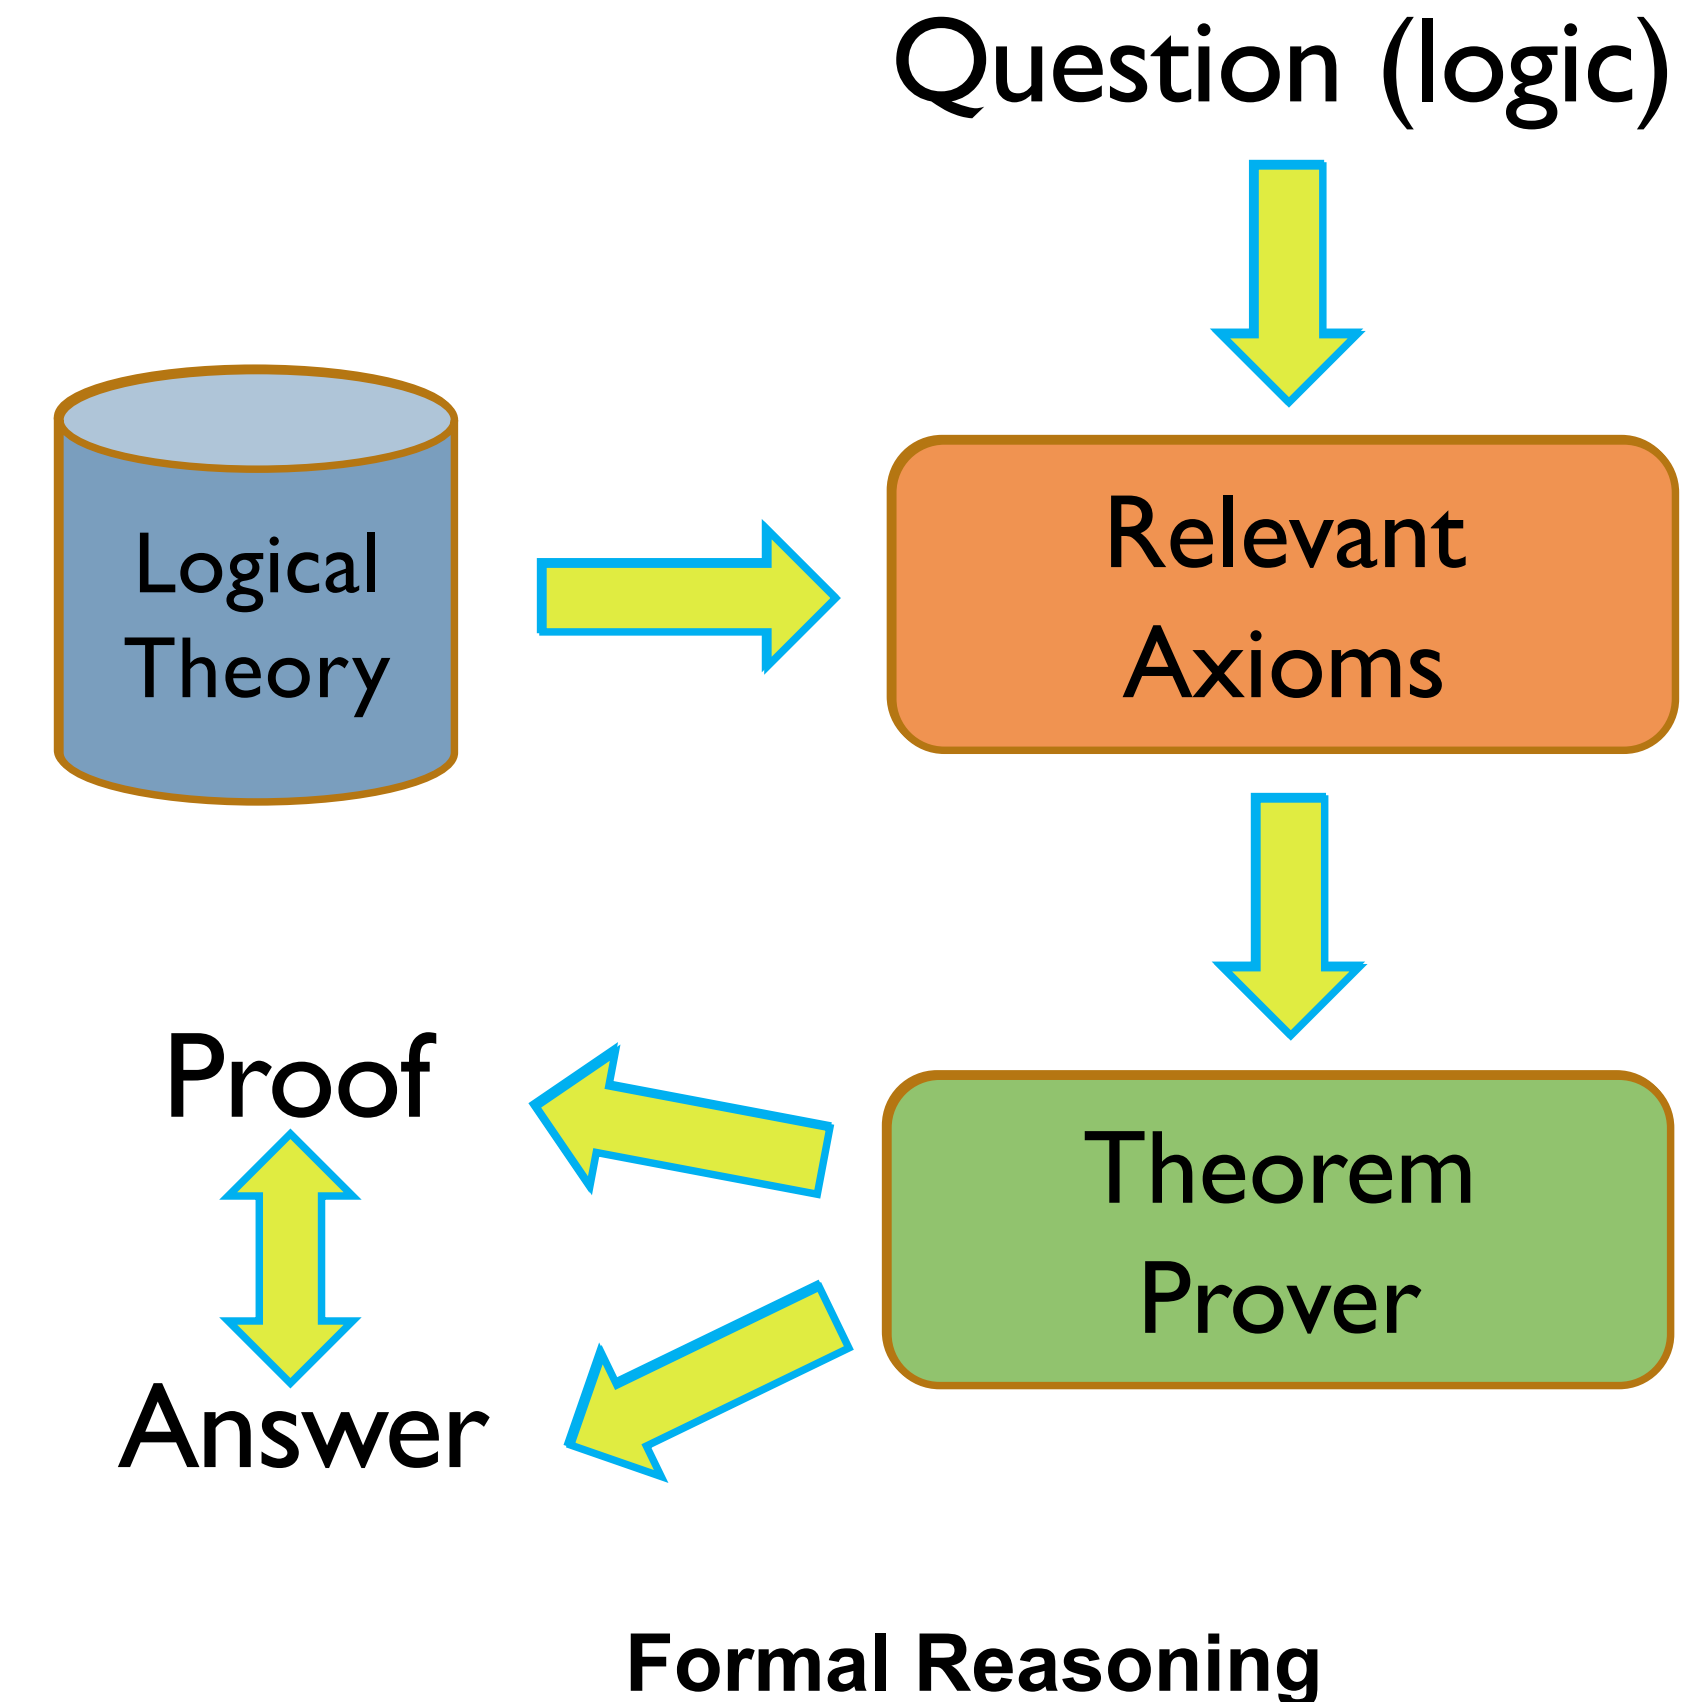 Question (logic)
Logical
Theory
Relevant
Axioms
Proof
Theorem
Prover
Answer
Formal Reasoning